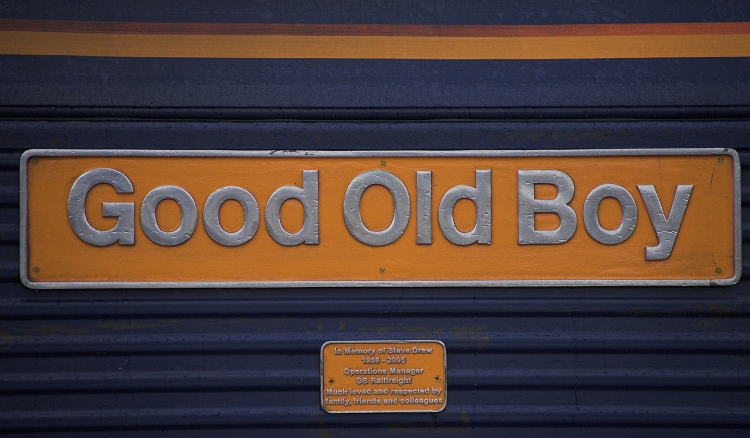 Good Old Boy
In Memory of Steve Drew
- 2006
Operations Manager
GB Railfreight
Much loved and respected by
family, friends and colleagues